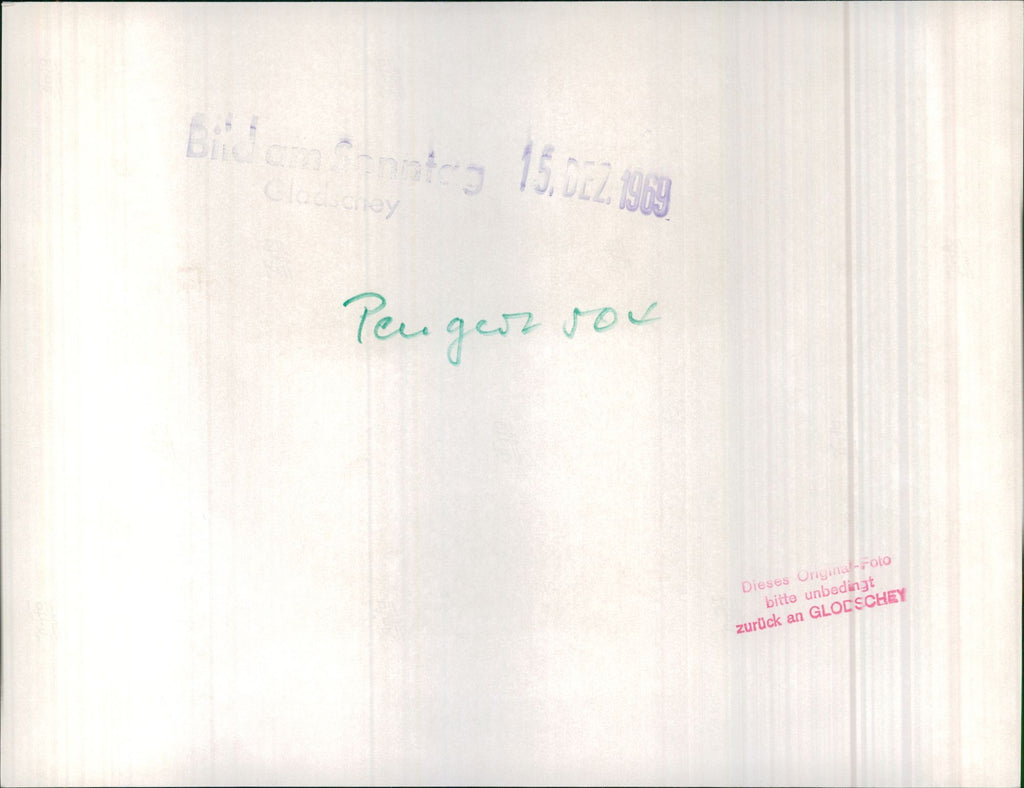 Bild am Sonntag 15. DEZ. 1969
Glodschey
Peugeot 504
Dieses Original-Foto
bitte unbedingt
zurück an GLODSCHEY